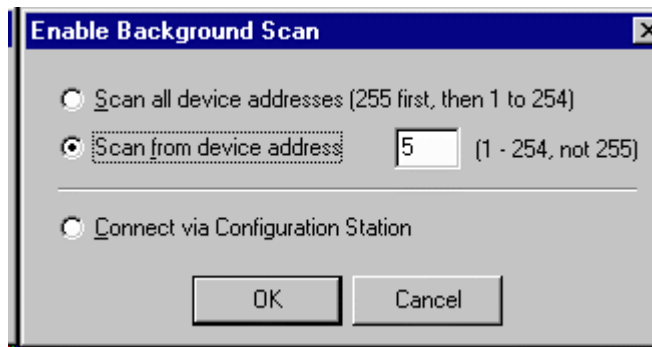 Enable Background Scan
Scan all device addresses (255 first, then 1 to 254)
Scan from device address 5 (1 - 254, not 255)
Connect via Configuration Station
OK Cancel